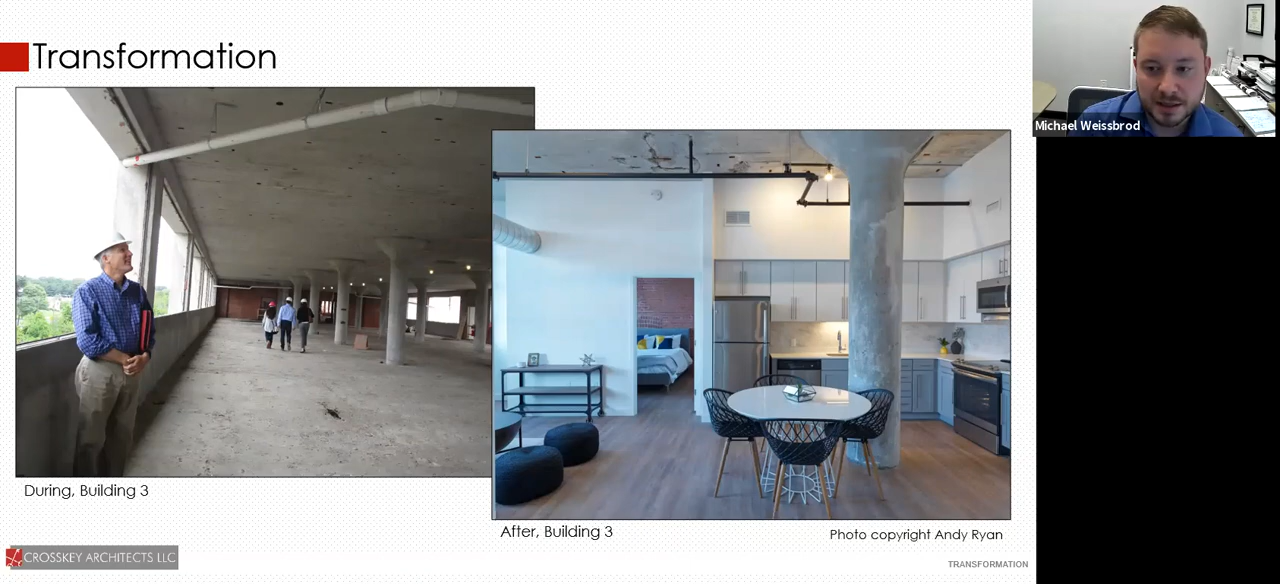 Transformation
Michael Weissbrod
During, Building 3
After, Building 3
Photo copyright Andy Ryan
CROSSKEY ARCHITECTS LLC
TRANSFORMATION